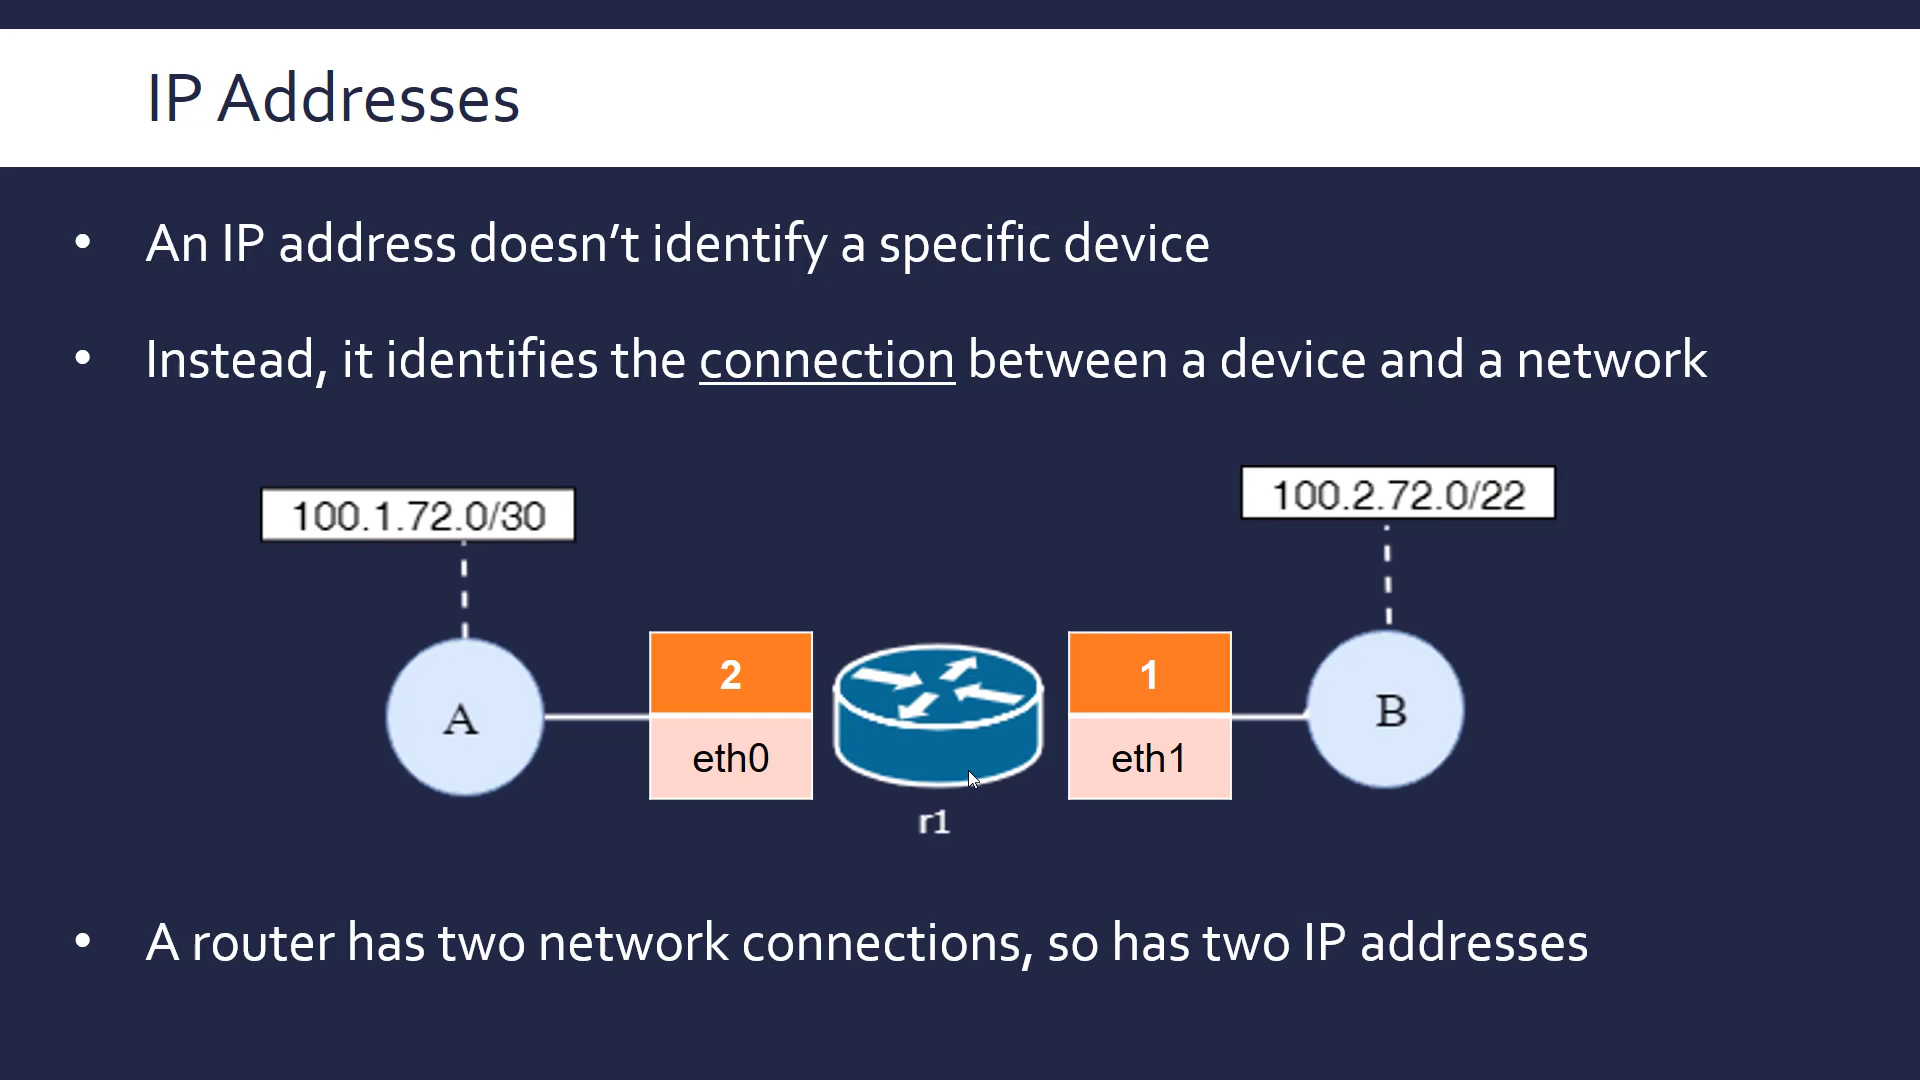 IP Addresses
• An IP address doesn’t identify a specific device
• Instead, it identifies the connection between a device and a network
100.1.72.0/30
100.2.72.0/22
A
2
eth0
r1
1
eth1
B
• A router has two network connections, so has two IP addresses